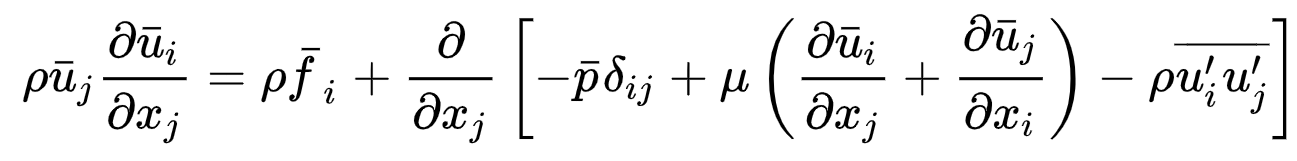 ρū_j ∂ū_i/∂x_j = ρf̄_i + ∂/∂x_j [−p̄δ_ij + μ(∂ū_i/∂x_j + ∂ū_j/∂x_i) − ρ\overline{u′_i u′_j}]